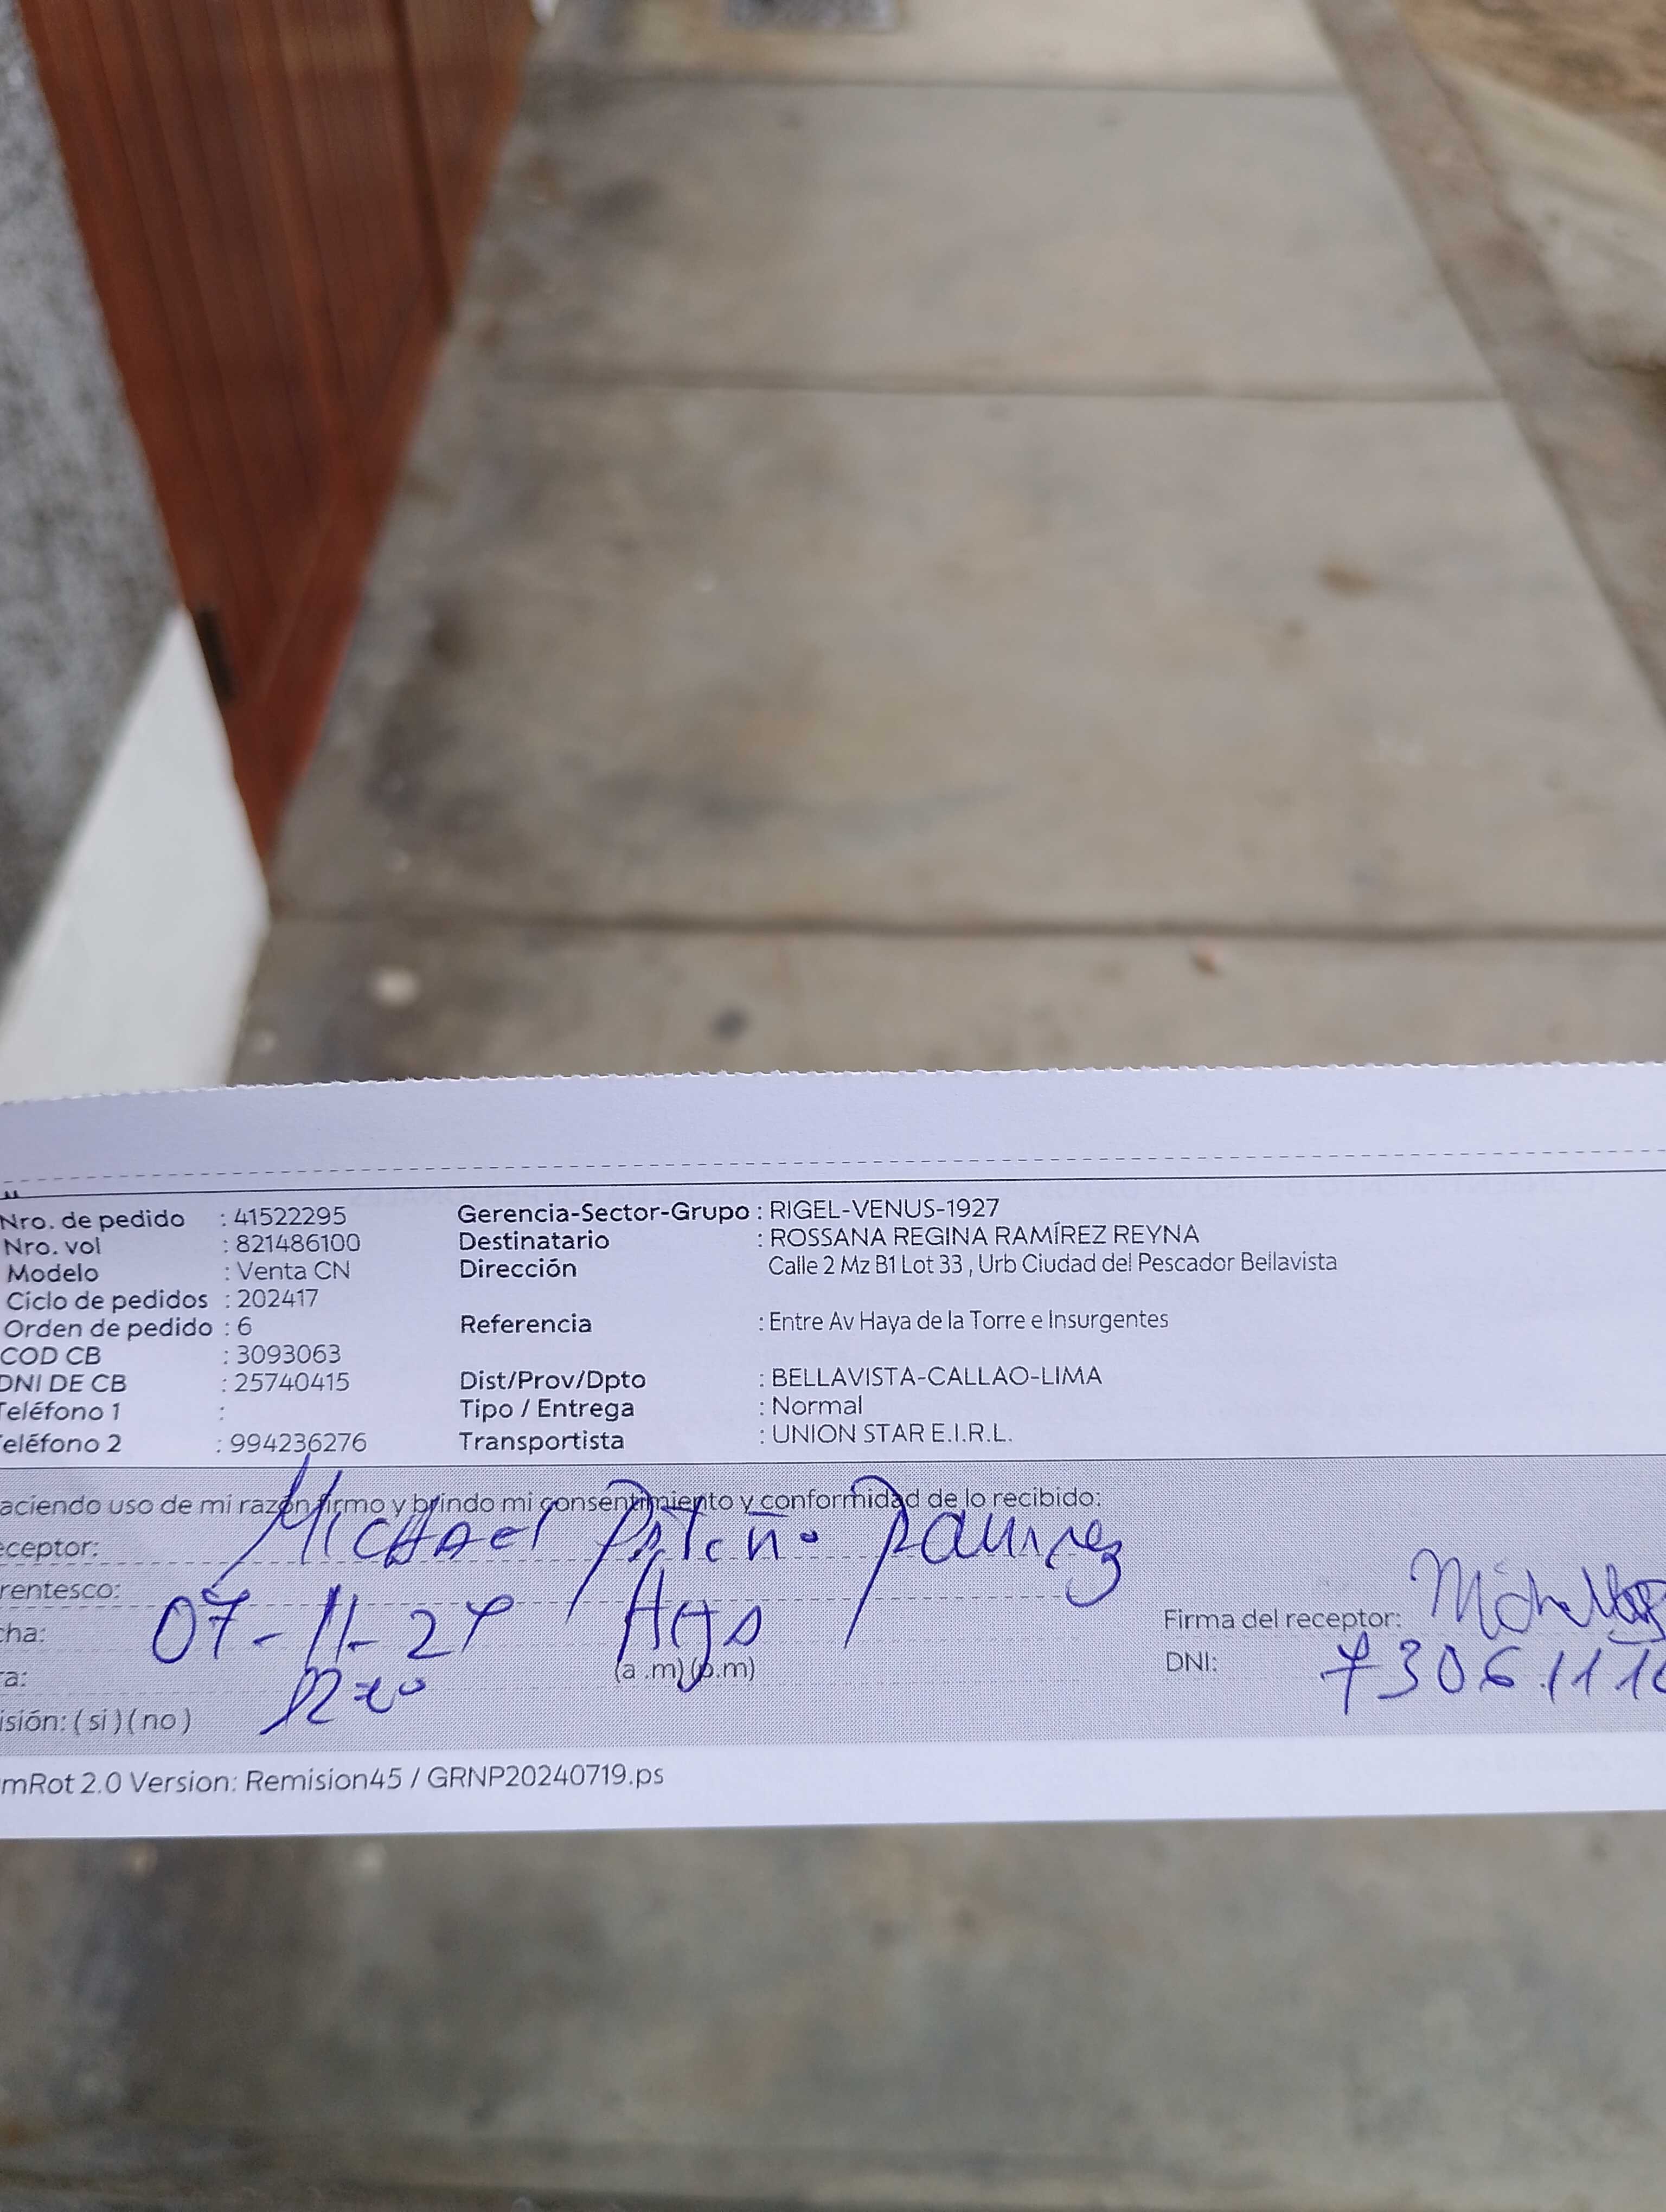 Nro. de pedido : 41522295 Gerencia-Sector-Grupo : RIGEL-VENUS-1927
Nro. vol : 821486100 Destinatario : ROSSANA REGINA RAMÍREZ REYNA
Modelo : Venta CN Dirección Calle 2 Mz B1 Lot 33 , Urb Ciudad del Pescador Bellavista
Ciclo de pedidos : 202417
Orden de pedido : 6 Referencia : Entre Av Haya de la Torre e Insurgentes
COD CB : 3093063
DNI DE CB : 25740415 Dist/Prov/Dpto : BELLAVISTA-CALLAO-LIMA
Teléfono 1 : Tipo / Entrega : Normal
eléfono 2 : 994236276 Transportista : UNION STAR E.I.R.L.
aciendo uso de mi razón firmo y brindo mi consentimiento y conformidad de lo recibido:
eceptor: Michael Ramirez
rentesco:
cha: 07-11-24 Firma del receptor:
ra: (a.m)(p.m) DNI: 7306111
isión: ( si )( no )
mRot 2.0 Version: Remision45 / GRNP20240719.ps